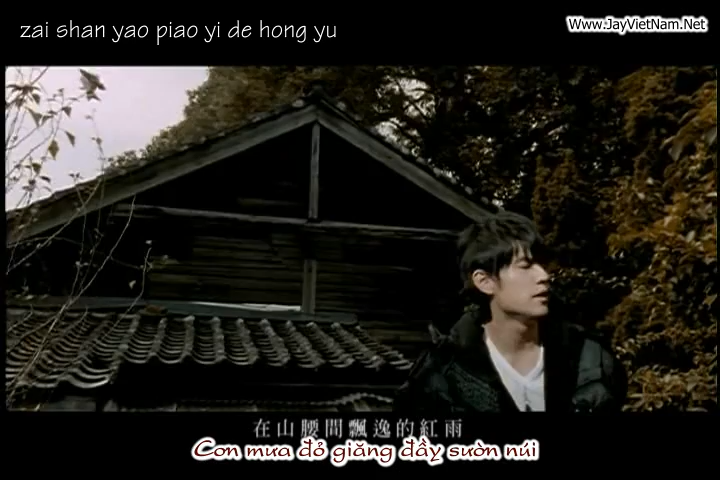 zai shan yao piao yi de hong yu
Www.JayVietNam.Net
在山腰間飄逸的紅雨
Con mưa đỏ giăng đầy sườn núi